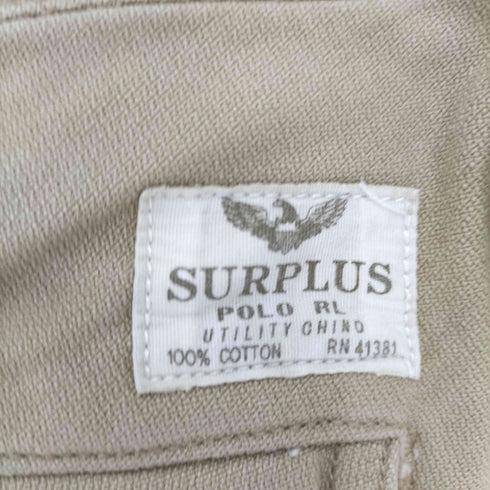 SURPLUS
POLO RL
UTILITY CHINO
100% COTTON RN 41381